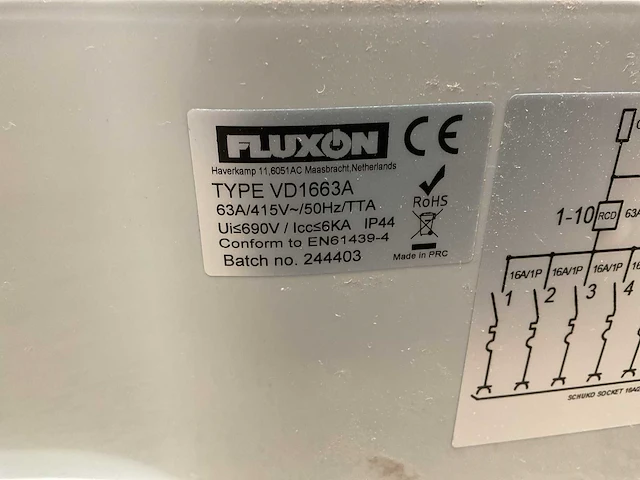 FLUXON CE
Haverkamp 11,6051AC Maasbracht,Netherlands
TYPE VD1663A
63A/415V~/50Hz/TTA
Ui≤690V / Icc≤6KA IP44
Conform to EN61439-4
Batch no. 244403
RoHS
Made in PRC
1-10 RCD 63A
16A/1P 16A/1P 16A/1P
1 2 3 4
SCHUKO SOCKET